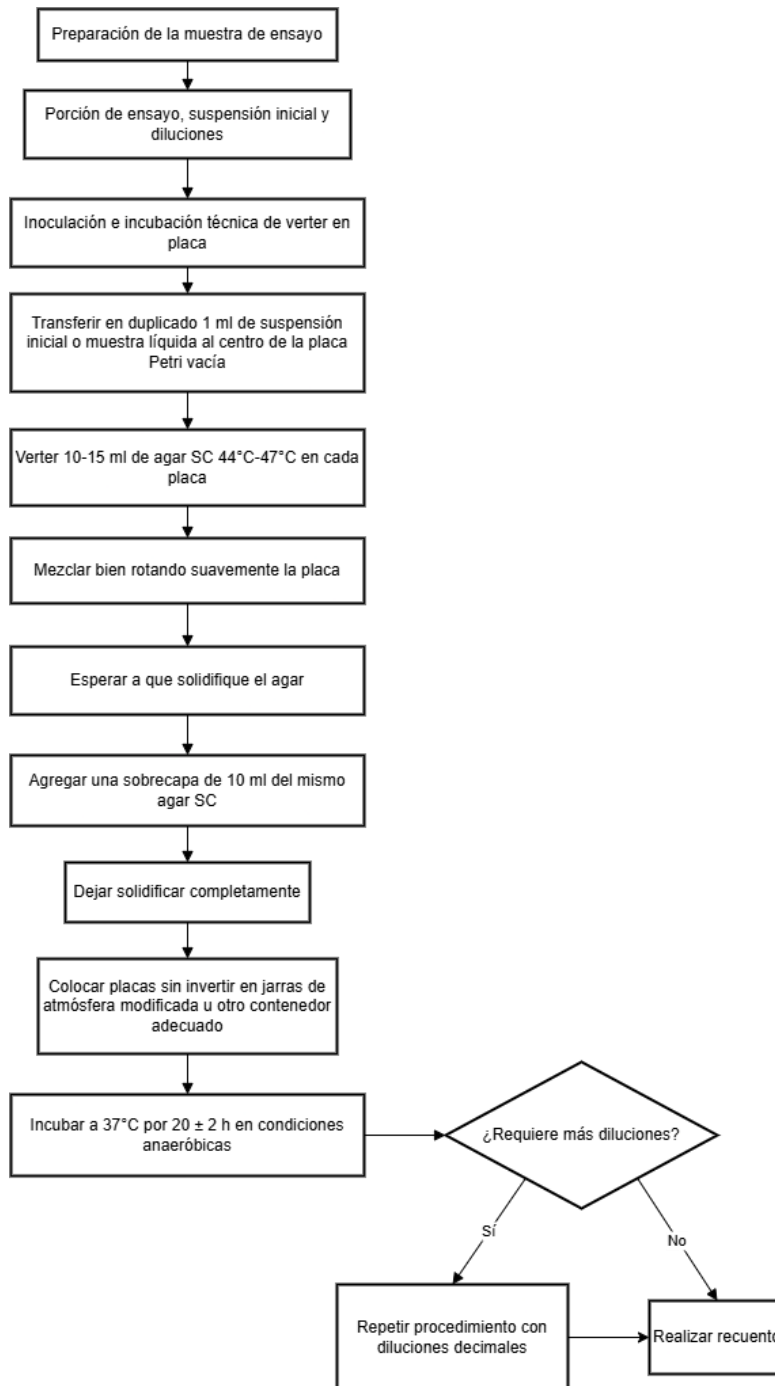 Preparación de la muestra de ensayo
Porción de ensayo, suspensión inicial y
diluciones
Inoculación e incubación técnica de verter en
placa
Transferir en duplicado 1 ml de suspensión
inicial o muestra líquida al centro de la placa
Petri vacía
Verter 10-15 ml de agar SC 44°C-47°C en cada
placa
Mezclar bien rotando suavemente la placa
Esperar a que solidifique el agar
Agregar una sobrecapa de 10 ml del mismo
agar SC
Dejar solidificar completamente
Colocar placas sin invertir en jarras de
atmósfera modificada u otro contenedor
adecuado
Incubar a 37°C por 20 ± 2 h en condiciones
anaeróbicas
¿Requiere más diluciones?
Sí
No
Repetir procedimiento con
diluciones decimales
Realizar recuento